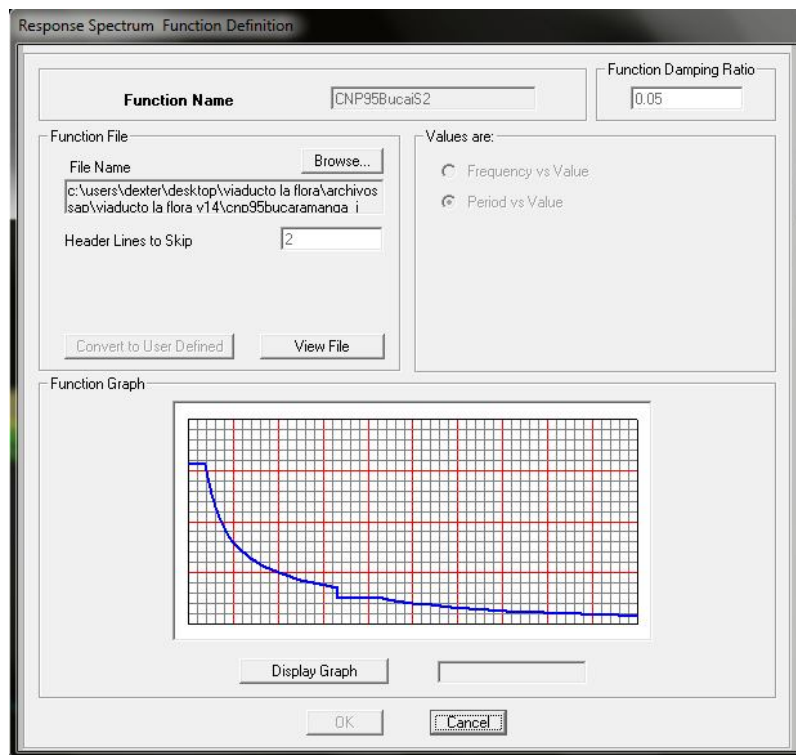 Response Spectrum Function Definition
Function Name
CNP95BucaiS2
Function Damping Ratio
0.05
Function File
File Name
Browse...
c:\users\dexter\desktop\viaducto la flora\archivos
sap\viaducto la flora v14\cnp95bucaramanga_i
Header Lines to Skip
2
Convert to User Defined
View File
Values are:
Frequency vs Value
Period vs Value
Function Graph
Display Graph
OK
Cancel